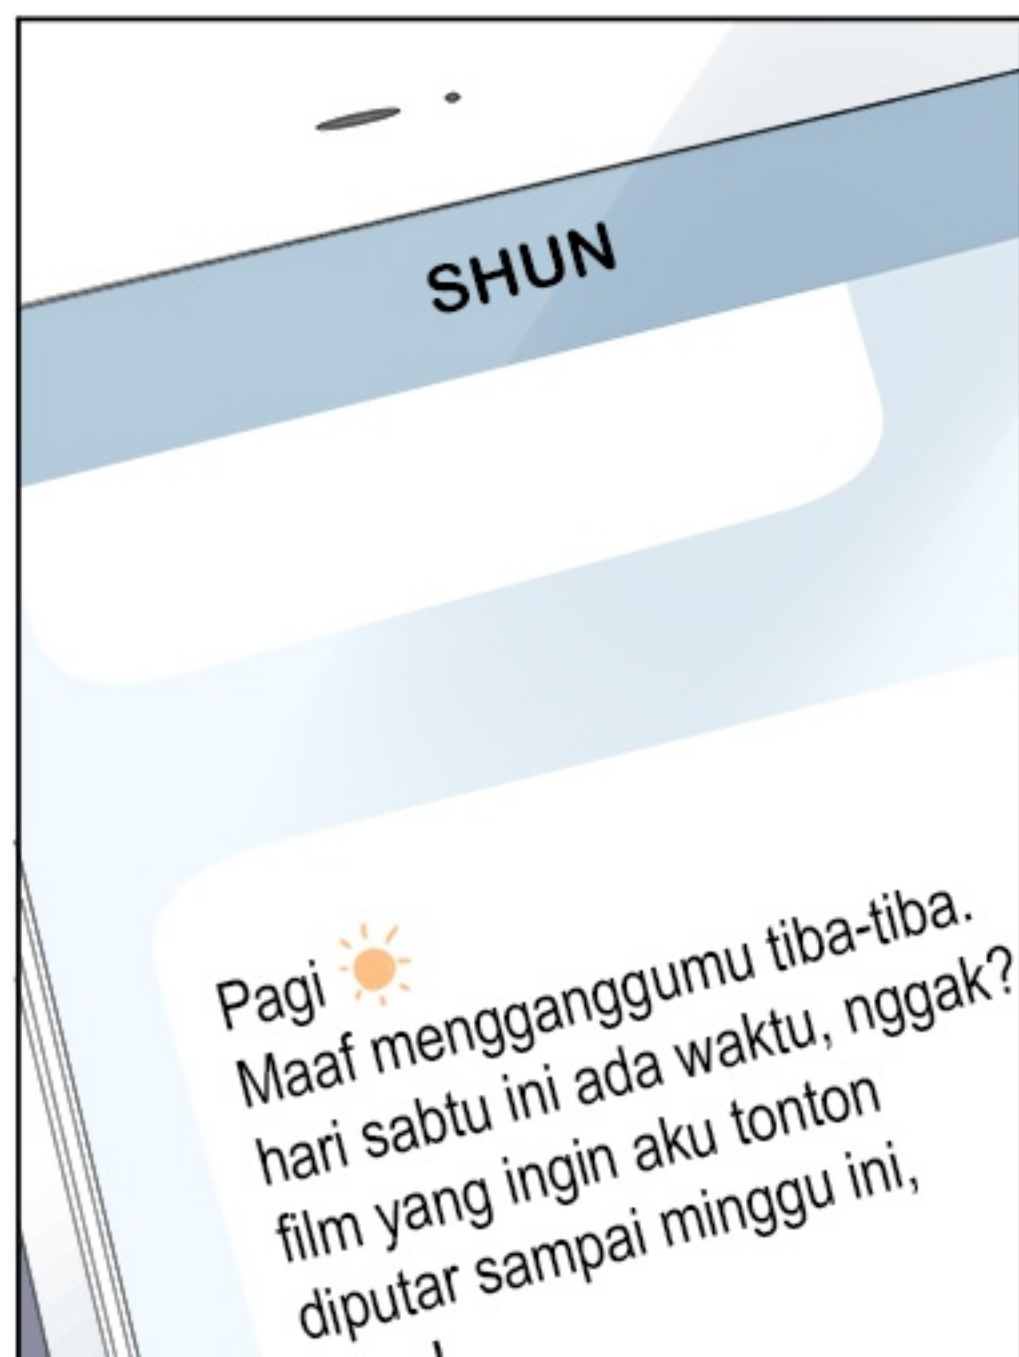 SHUN
Pagi ☀
Maaf mengganggumu tiba-tiba.
hari sabtu ini ada waktu, nggak?
film yang ingin aku tonton
diputar sampai minggu ini,